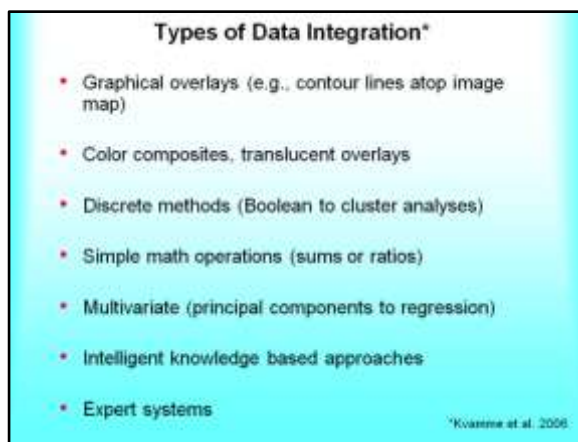 Types of Data Integration*
• Graphical overlays (e.g., contour lines atop image
map)
• Color composites, translucent overlays
• Discrete methods (Boolean to cluster analyses)
• Simple math operations (sums or ratios)
• Multivariate (principal components to regression)
• Intelligent knowledge based approaches
• Expert systems
*Kvamme et al. 2006